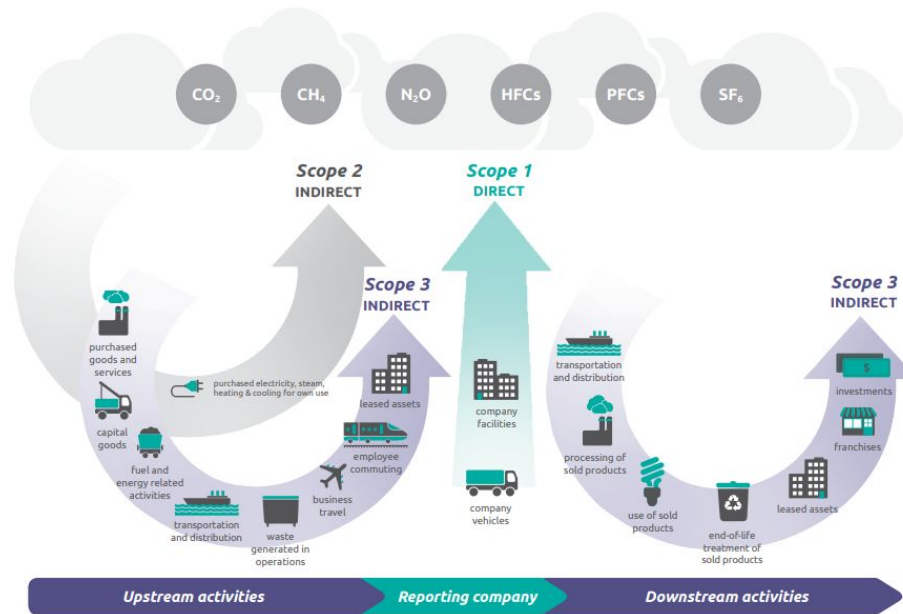 CO₂
CH₄
N₂O
HFCs
PFCs
SF₆
Scope 2
INDIRECT
Scope 1
DIRECT
Scope 3
INDIRECT
Scope 3
INDIRECT
purchased
goods and
services
capital
goods
fuel and
energy related
activities
purchased electricity, steam,
heating & cooling for own use
transportation
and distribution
waste
generated in
operations
business
travel
employee
commuting
leased assets
company
facilities
company
vehicles
transportation
and distribution
processing of
sold products
use of sold
products
end-of-life
treatment of
sold products
leased assets
franchises
$
investments
Upstream activities
Reporting company
Downstream activities